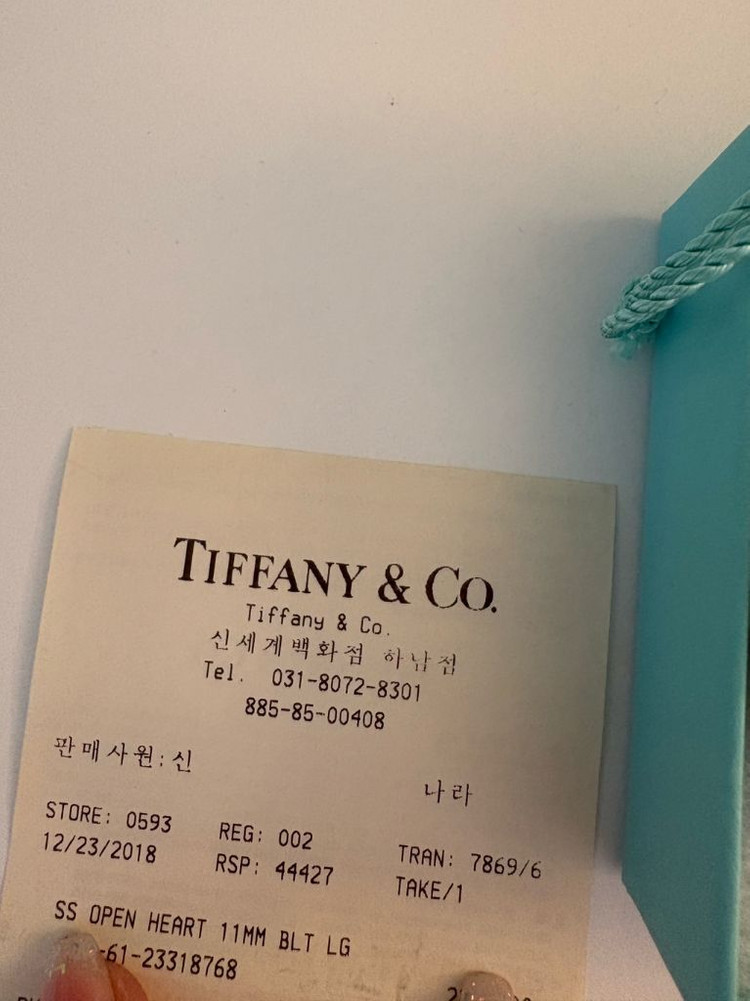 TIFFANY & CO.
Tiffany & Co.
신세계백화점 하남점
Tel. 031-8072-8301
885-85-00408
판매사원:신 나라
STORE: 0593 REG: 002 TRAN: 7869/6
12/23/2018 RSP: 44427 TAKE/1
SS OPEN HEART 11MM BLT LG
-61-23318768